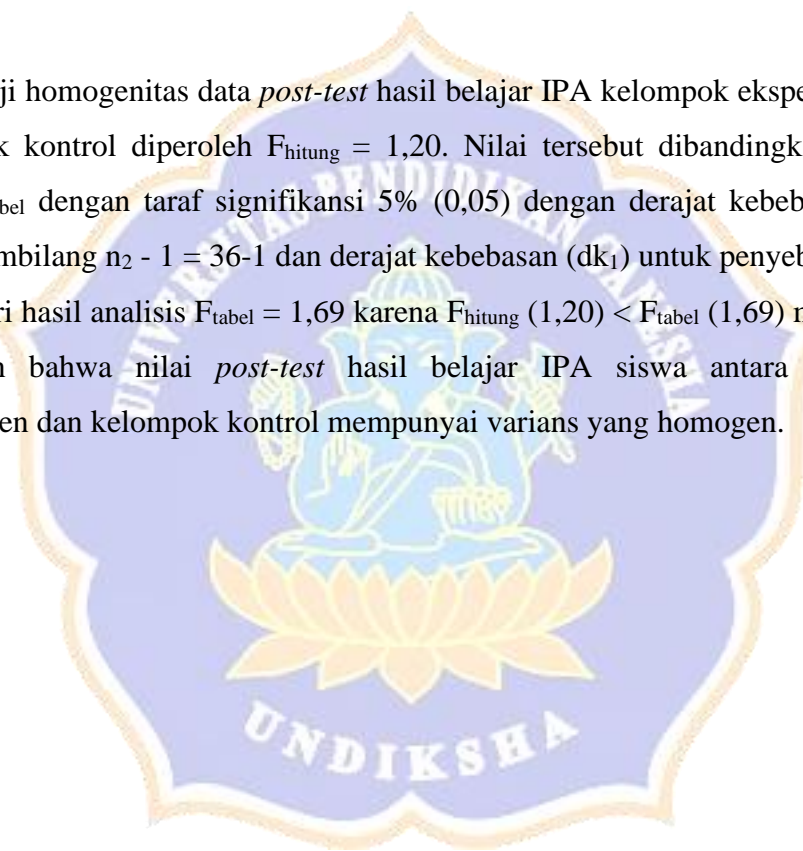 ji homogenitas data post-test hasil belajar IPA kelompok ekspe
k kontrol diperoleh Fhitung = 1,20. Nilai tersebut dibandingk
bel dengan taraf signifikansi 5% (0,05) dengan derajat kebeb
mbilang n2 - 1 = 36-1 dan derajat kebebasan (dk1) untuk penyeb
ri hasil analisis Ftabel = 1,69 karena Fhitung (1,20) < Ftabel (1,69) m
n bahwa nilai post-test hasil belajar IPA siswa antara
en dan kelompok kontrol mempunyai varians yang homogen.
UNIVERSITAS PENDIDIKAN GANESHA
UNDIKSHA